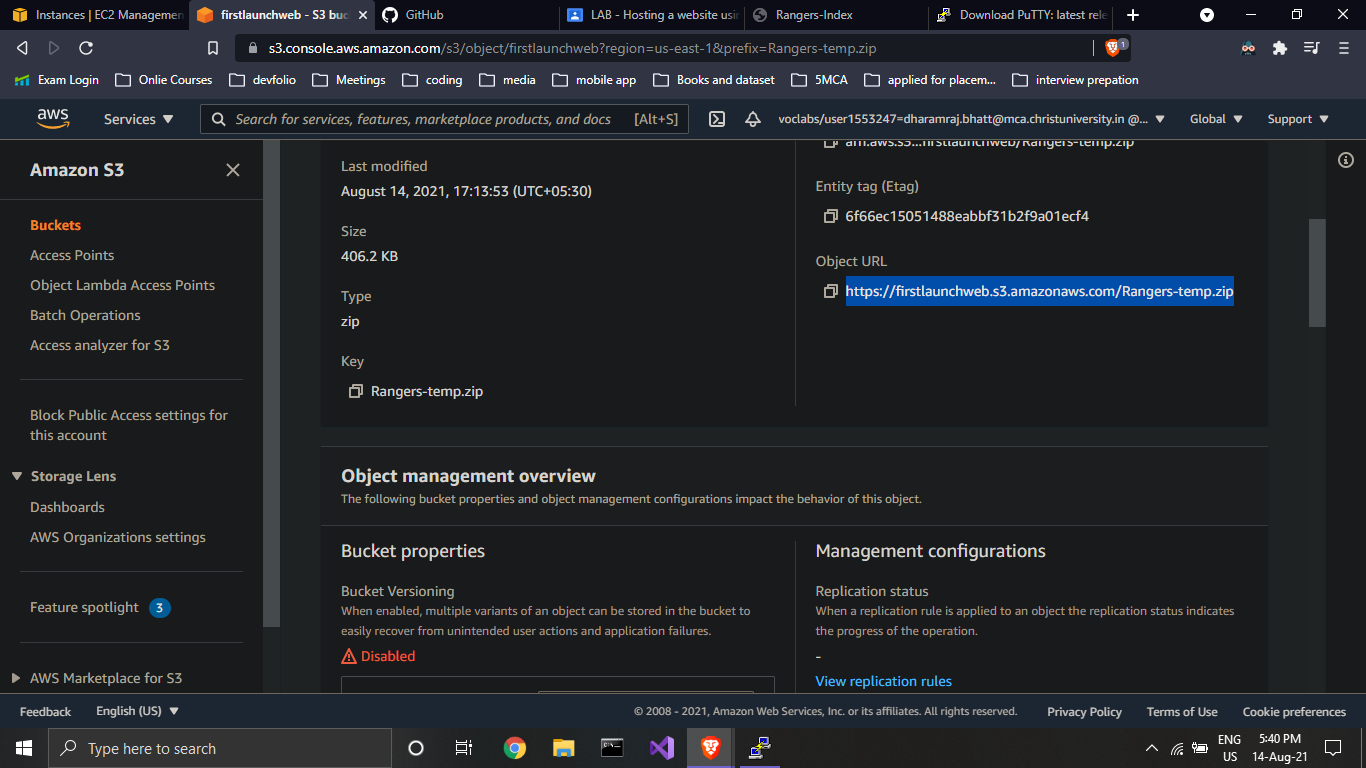 Instances | EC2 Management
firstlaunchweb - S3 buc
GitHub
LAB - Hosting a website usin
Rangers-Index
Download PuTTY: latest rele
s3.console.aws.amazon.com/s3/object/firstlaunchweb?region=us-east-1&prefix=Rangers-temp.zip
1
Exam Login
Onlie Courses
devfolio
Meetings
coding
media
mobile app
Books and dataset
5MCA
applied for placem...
interview prepation
aws
Services
Search for services, features, marketplace products, and docs
[Alt+S]
voclabs/user1553247=dharamraj.bhatt@mca.christuniversity.in @...
Global
Support
Amazon S3
Buckets
Access Points
Object Lambda Access Points
Batch Operations
Access analyzer for S3
Block Public Access settings for
this account
Storage Lens
Dashboards
AWS Organizations settings
Feature spotlight
3
AWS Marketplace for S3
Last modified
August 14, 2021, 17:13:53 (UTC+05:30)
Size
406.2 KB
Type
zip
Key
Rangers-temp.zip
arn:aws:s3:::firstlaunchweb/Rangers-temp.zip
Entity tag (Etag)
6f66ec15051488eabbf31b2f9a01ecf4
Object URL
https://firstlaunchweb.s3.amazonaws.com/Rangers-temp.zip
Object management overview
The following bucket properties and object management configurations impact the behavior of this object.
Bucket properties
Bucket Versioning
When enabled, multiple variants of an object can be stored in the bucket to
easily recover from unintended user actions and application failures.
Disabled
Management configurations
Replication status
When a replication rule is applied to an object the replication status indicates
the progress of the operation.
-
View replication rules
Feedback
English (US)
© 2008 - 2021, Amazon Web Services, Inc. or its affiliates. All rights reserved.
Privacy Policy
Terms of Use
Cookie preferences
Type here to search
ENG
US
5:40 PM
14-Aug-21